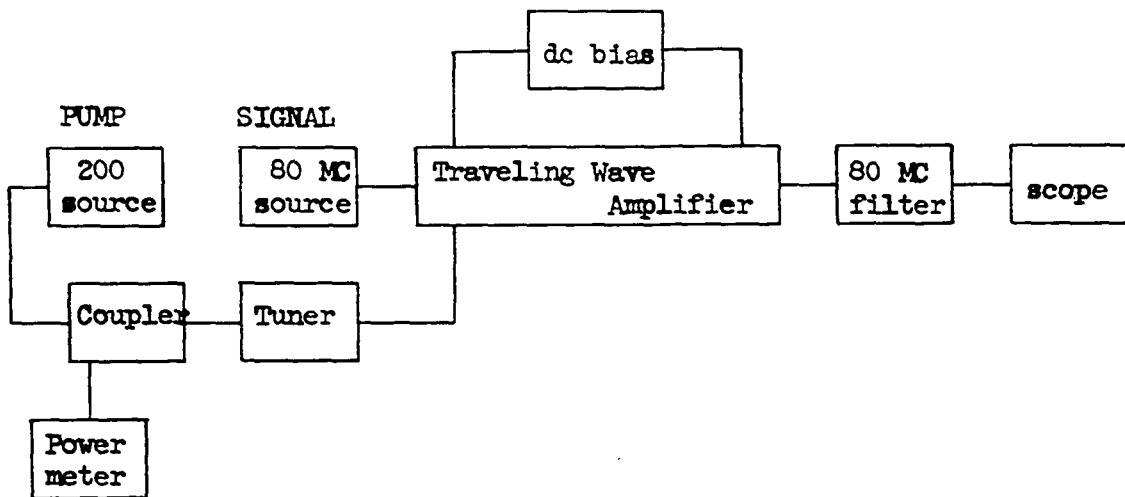 dc bias
PUMP
SIGNAL
200
source
80 MC
source
Traveling Wave
Amplifier
80 MC
filter
scope
Coupler
Tuner
Power
meter